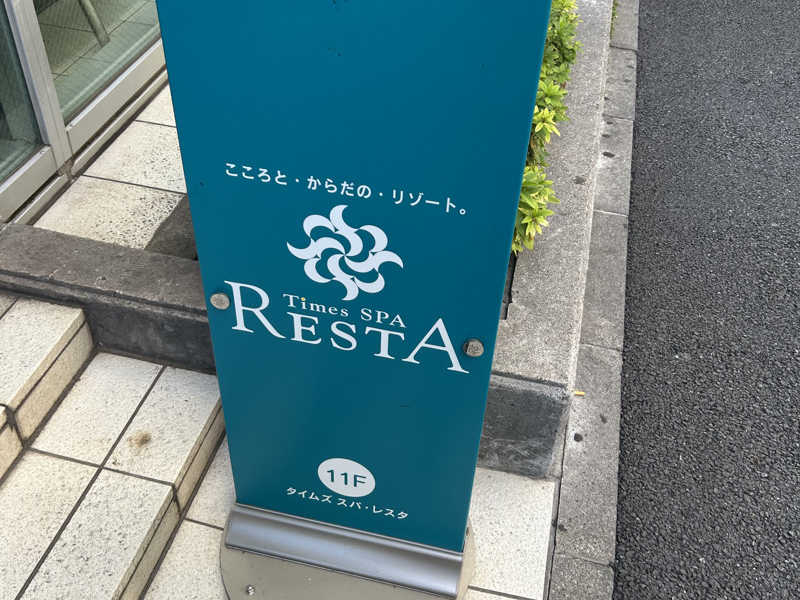 こころと・からだの・リゾート。
Times SPA
RESTA
11F
タイムズ スパ・レスタ